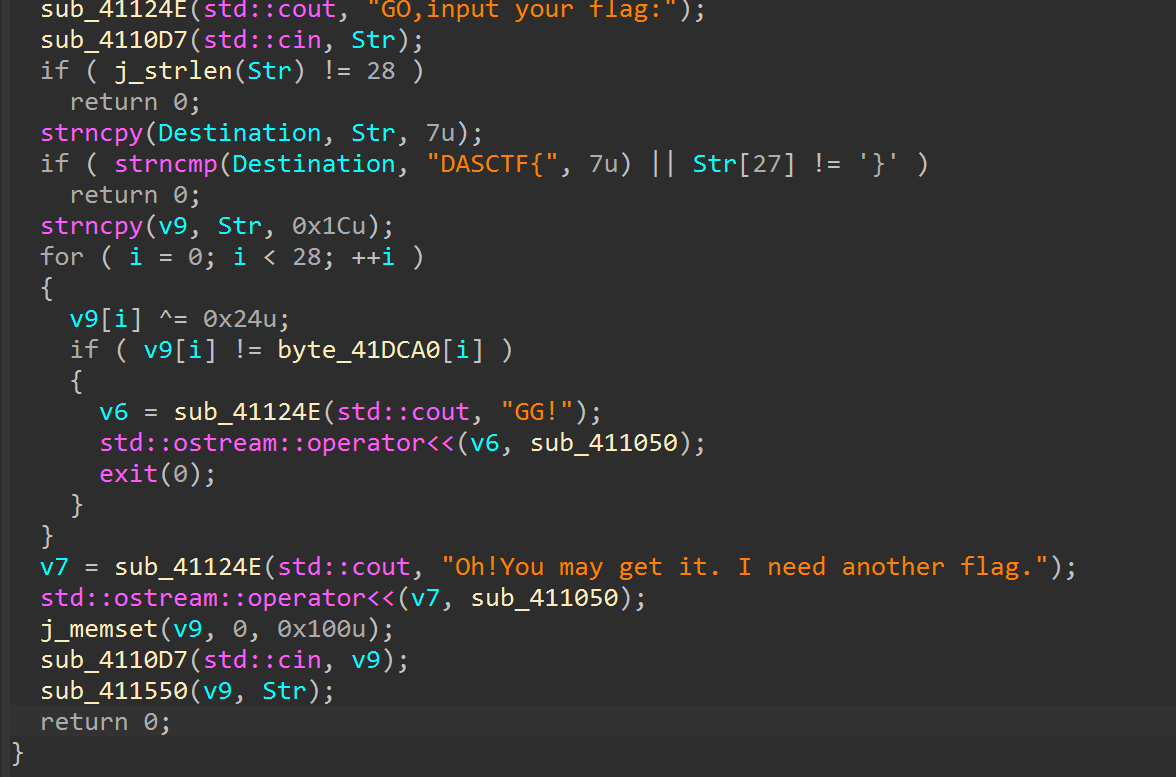 sub_41124E(std::cout, "GO,input your flag:");
sub_4110D7(std::cin, Str);
if ( j_strlen(Str) != 28 )
return 0;
strncpy(Destination, Str, 7u);
if ( strncmp(Destination, "DASCTF{", 7u) || Str[27] != '}' )
return 0;
strncpy(v9, Str, 0x1Cu);
for ( i = 0; i < 28; ++i )
{
v9[i] ^= 0x24u;
if ( v9[i] != byte_41DCA0[i] )
{
v6 = sub_41124E(std::cout, "GG!");
std::ostream::operator<<(v6, sub_411050);
exit(0);
}
}
v7 = sub_41124E(std::cout, "Oh!You may get it. I need another flag.");
std::ostream::operator<<(v7, sub_411050);
j_memset(v9, 0, 0x100u);
sub_4110D7(std::cin, v9);
sub_411550(v9, Str);
return 0;
}